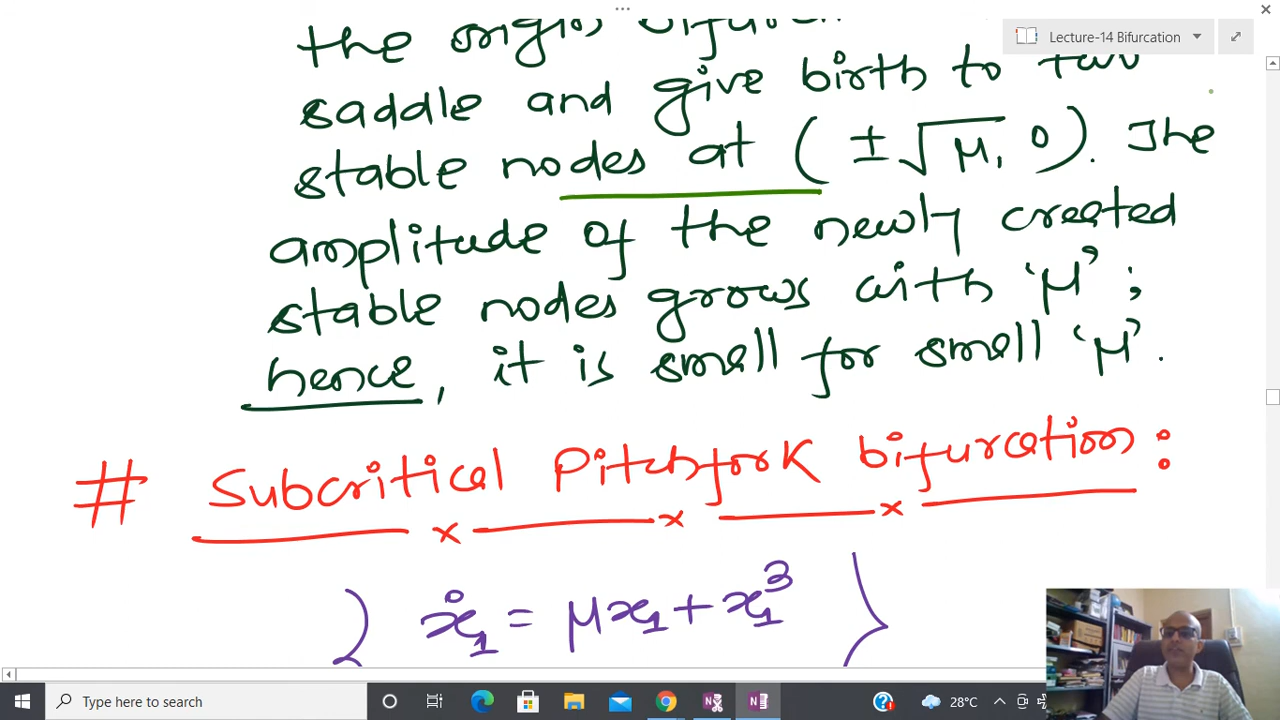 Lecture-14 Bifurcation
the origin
saddle and give birth to two
stable nodes at (±√μ, 0). The
amplitude of the newly created
stable nodes grows with 'μ';
hence, it is small for small 'μ'.
# Subcritical Pitchfork bifurcation:
ẋ₁ = μx₁ + x₁³
Type here to search
28°C